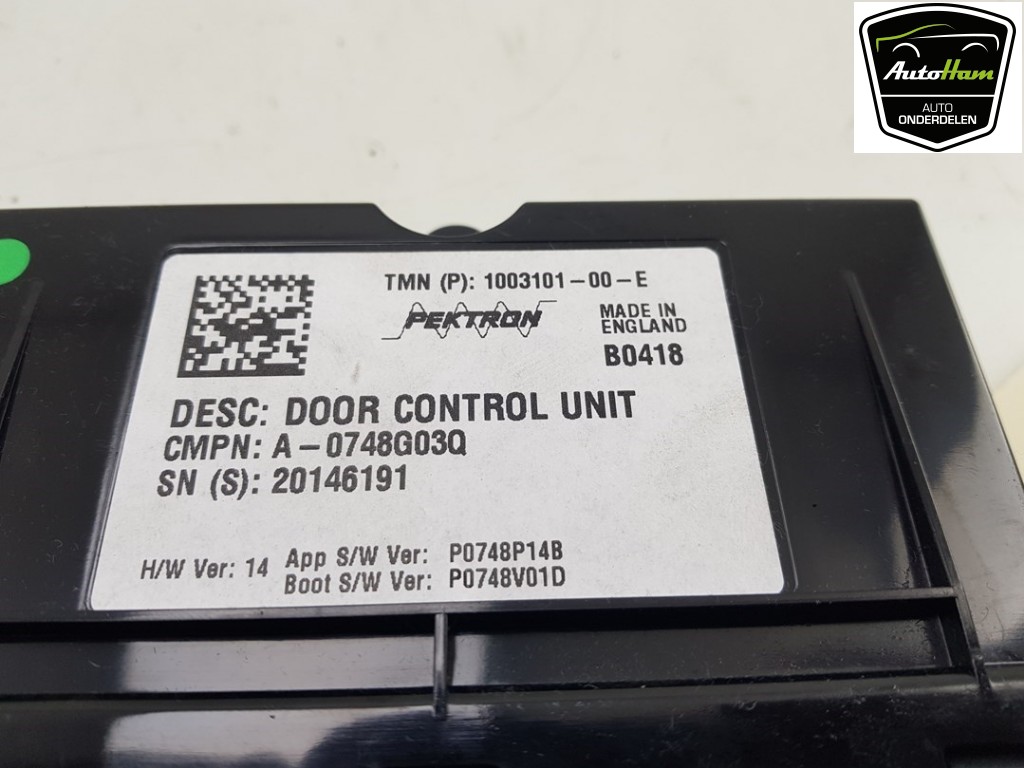 AutoHam
AUTO
ONDERDELEN
TMN (P): 1003101-00-E
PEKTRON
MADE IN
ENGLAND
B0418
DESC: DOOR CONTROL UNIT
CMPN: A-0748G03Q
SN (S): 20146191
H/W Ver: 14 App S/W Ver: P0748P14B
Boot S/W Ver: P0748V01D